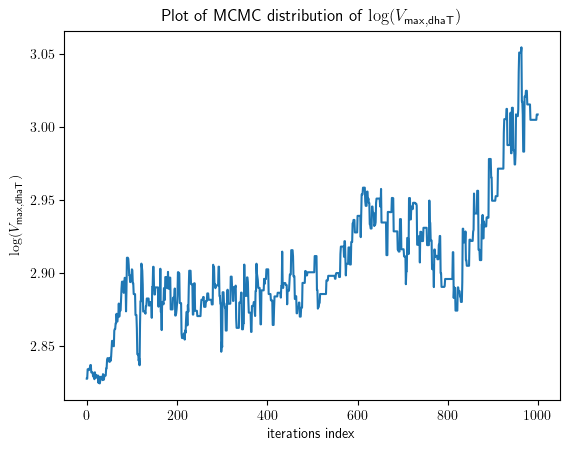 Plot of MCMC distribution of log(V_max,dhaT)
log(V_max,dhaT)
3.05
3.00
2.95
2.90
2.85
0 200 400 600 800 1000
iterations index